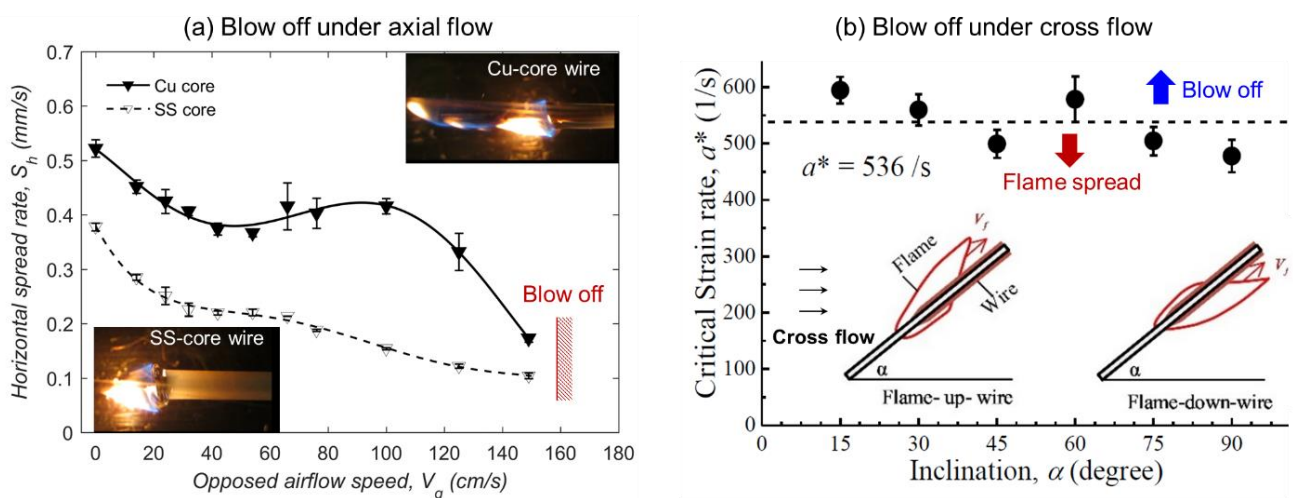 (a) Blow off under axial flow
0.7
0.6
0.5
0.4
0.3
0.2
0.1
0
Horizontal spread rate, S_h (mm/s)
Cu core
SS core
Cu-core wire
Blow off
SS-core wire
0 20 40 60 80 100 120 140 160 180
Opposed airflow speed, V_g (cm/s)
(b) Blow off under cross flow
600
500
400
300
200
100
0
Critical Strain rate, a* (1/s)
Blow off
a* = 536 /s
Flame spread
V_f
Flame
Wire
Cross flow
α
Flame- up- wire
V_f
α
Flame-down-wire
0 15 30 45 60 75 90
Inclination, α (degree)